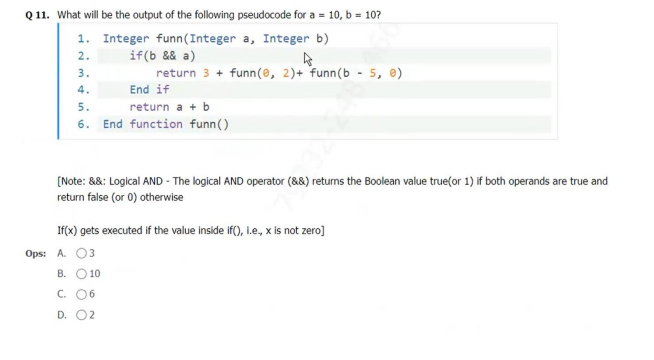 Q 11. What will be the output of the following pseudocode for a = 10, b = 10?
1. Integer funn(Integer a, Integer b)
2. if(b && a)
3. return 3 + funn(0, 2)+ funn(b - 5, 0)
4. End if
5. return a + b
6. End function funn()
[Note: &&: Logical AND - The logical AND operator (&&) returns the Boolean value true(or 1) if both operands are true and
return false (or 0) otherwise
If(x) gets executed if the value inside if(), i.e., x is not zero]
Ops: A. 3
B. 10
C. 6
D. 2